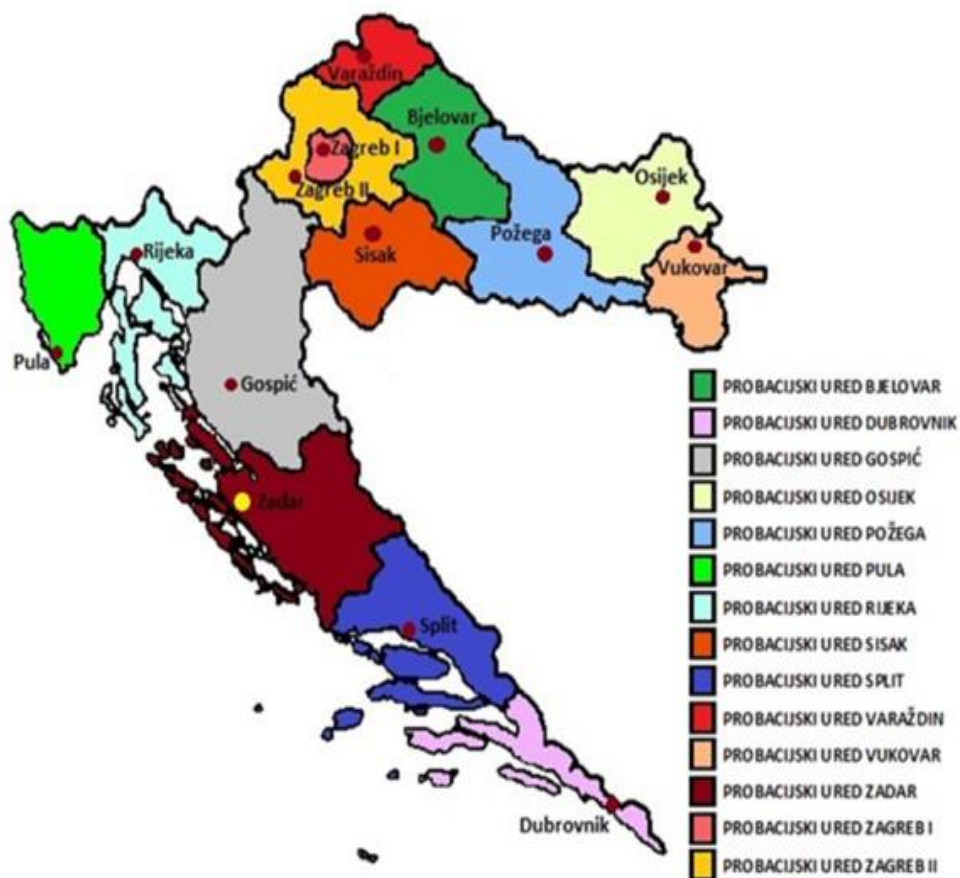 Varaždin
Bjelovar
Zagreb I
Zagreb II
Osijek
Rijeka
Sisak
Požega
Vukovar
Pula
Gospić
Zadar
Split
Dubrovnik
PROBACIJSKI URED BJELOVAR
PROBACIJSKI URED DUBROVNIK
PROBACIJSKI URED GOSPIĆ
PROBACIJSKI URED OSIJEK
PROBACIJSKI URED POŽEGA
PROBACIJSKI URED PULA
PROBACIJSKI URED RIJEKA
PROBACIJSKI URED SISAK
PROBACIJSKI URED SPLIT
PROBACIJSKI URED VARAŽDIN
PROBACIJSKI URED VUKOVAR
PROBACIJSKI URED ZADAR
PROBACIJSKI URED ZAGREB I
PROBACIJSKI URED ZAGREB II